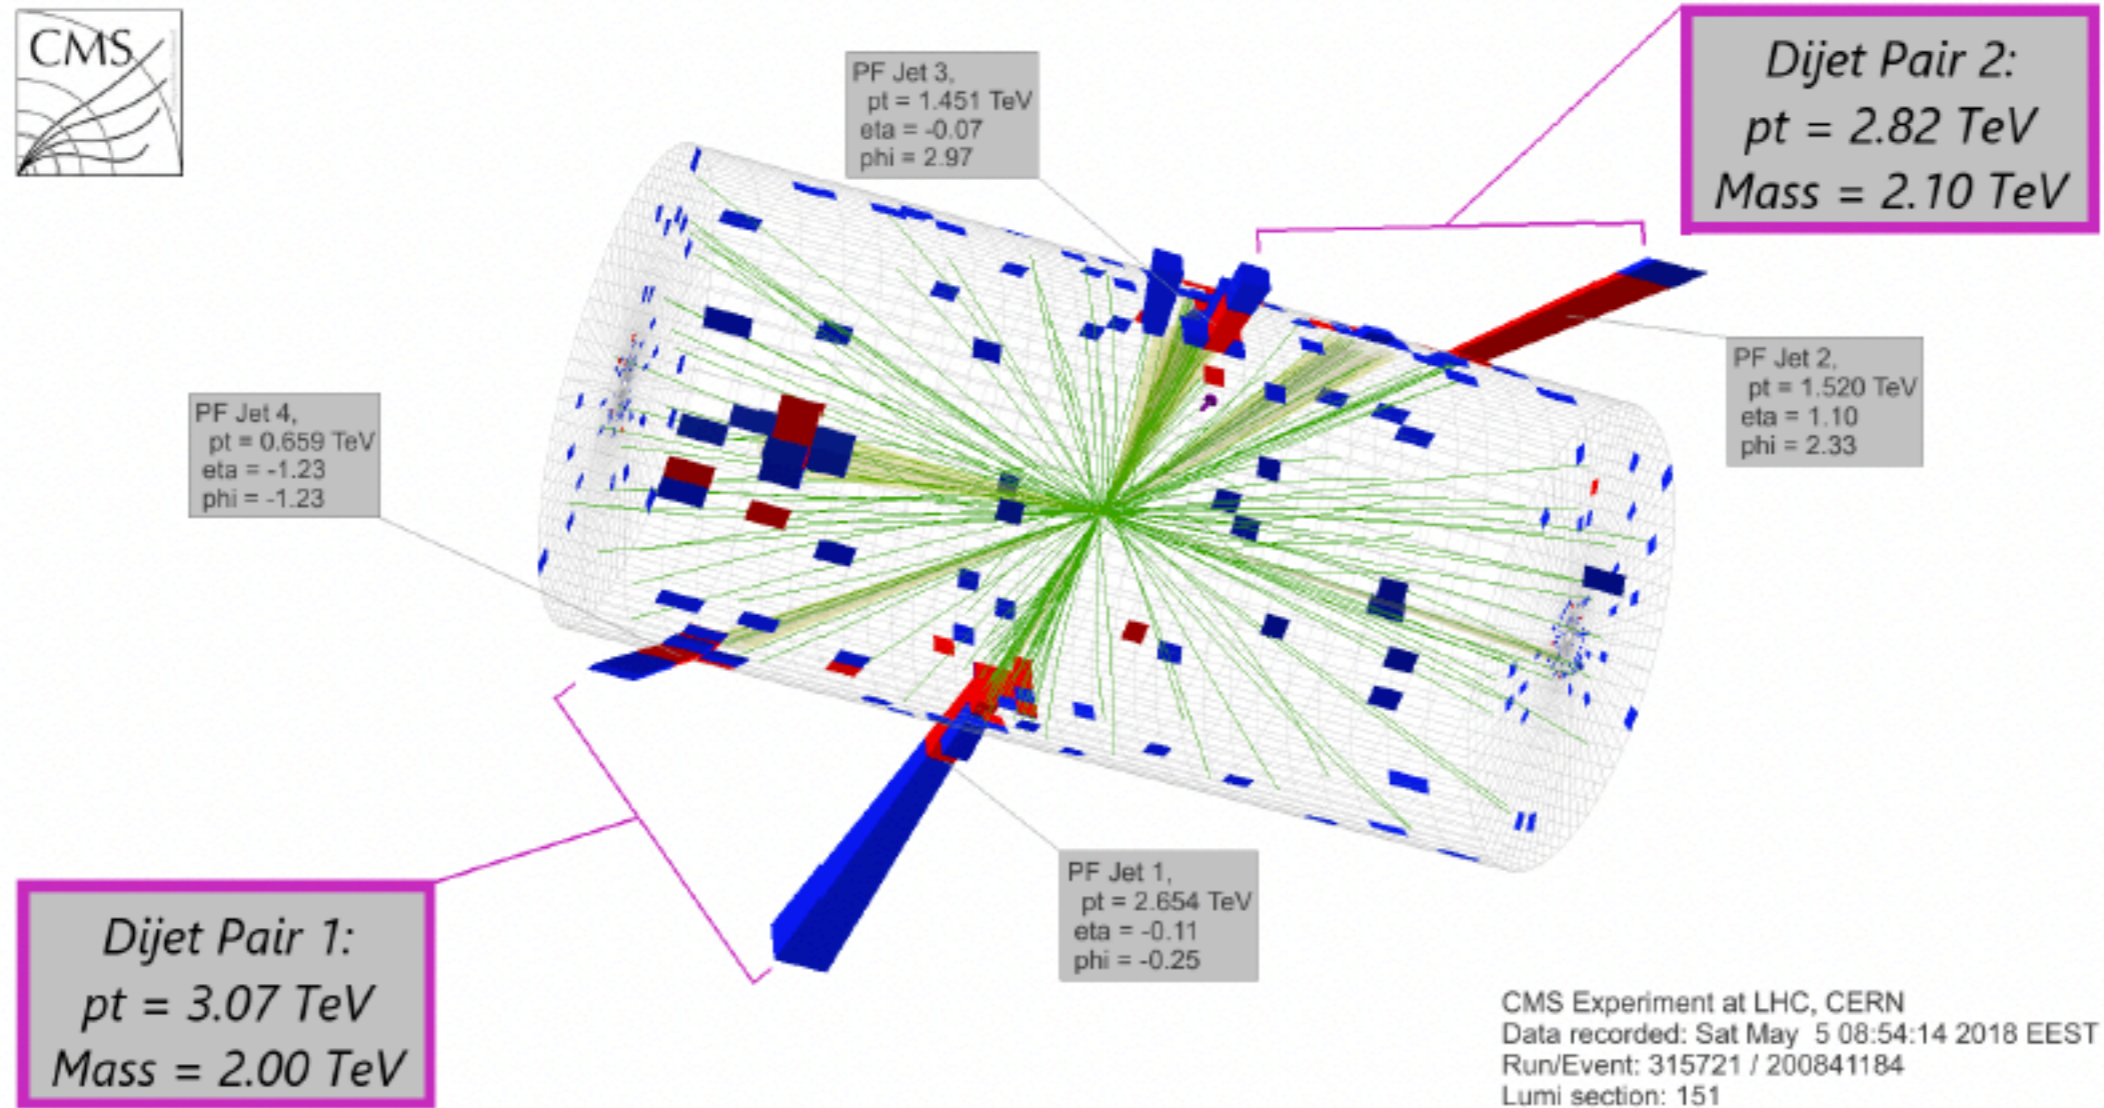 CMS
PF Jet 3,
pt = 1.451 TeV
eta = -0.07
phi = 2.97
Dijet Pair 2:
pt = 2.82 TeV
Mass = 2.10 TeV
PF Jet 2,
pt = 1.520 TeV
eta = 1.10
phi = 2.33
PF Jet 4,
pt = 0.659 TeV
eta = -1.23
phi = -1.23
PF Jet 1,
pt = 2.654 TeV
eta = -0.11
phi = -0.25
Dijet Pair 1:
pt = 3.07 TeV
Mass = 2.00 TeV
CMS Experiment at LHC, CERN
Data recorded: Sat May 5 08:54:14 2018 EEST
Run/Event: 315721 / 200841184
Lumi section: 151